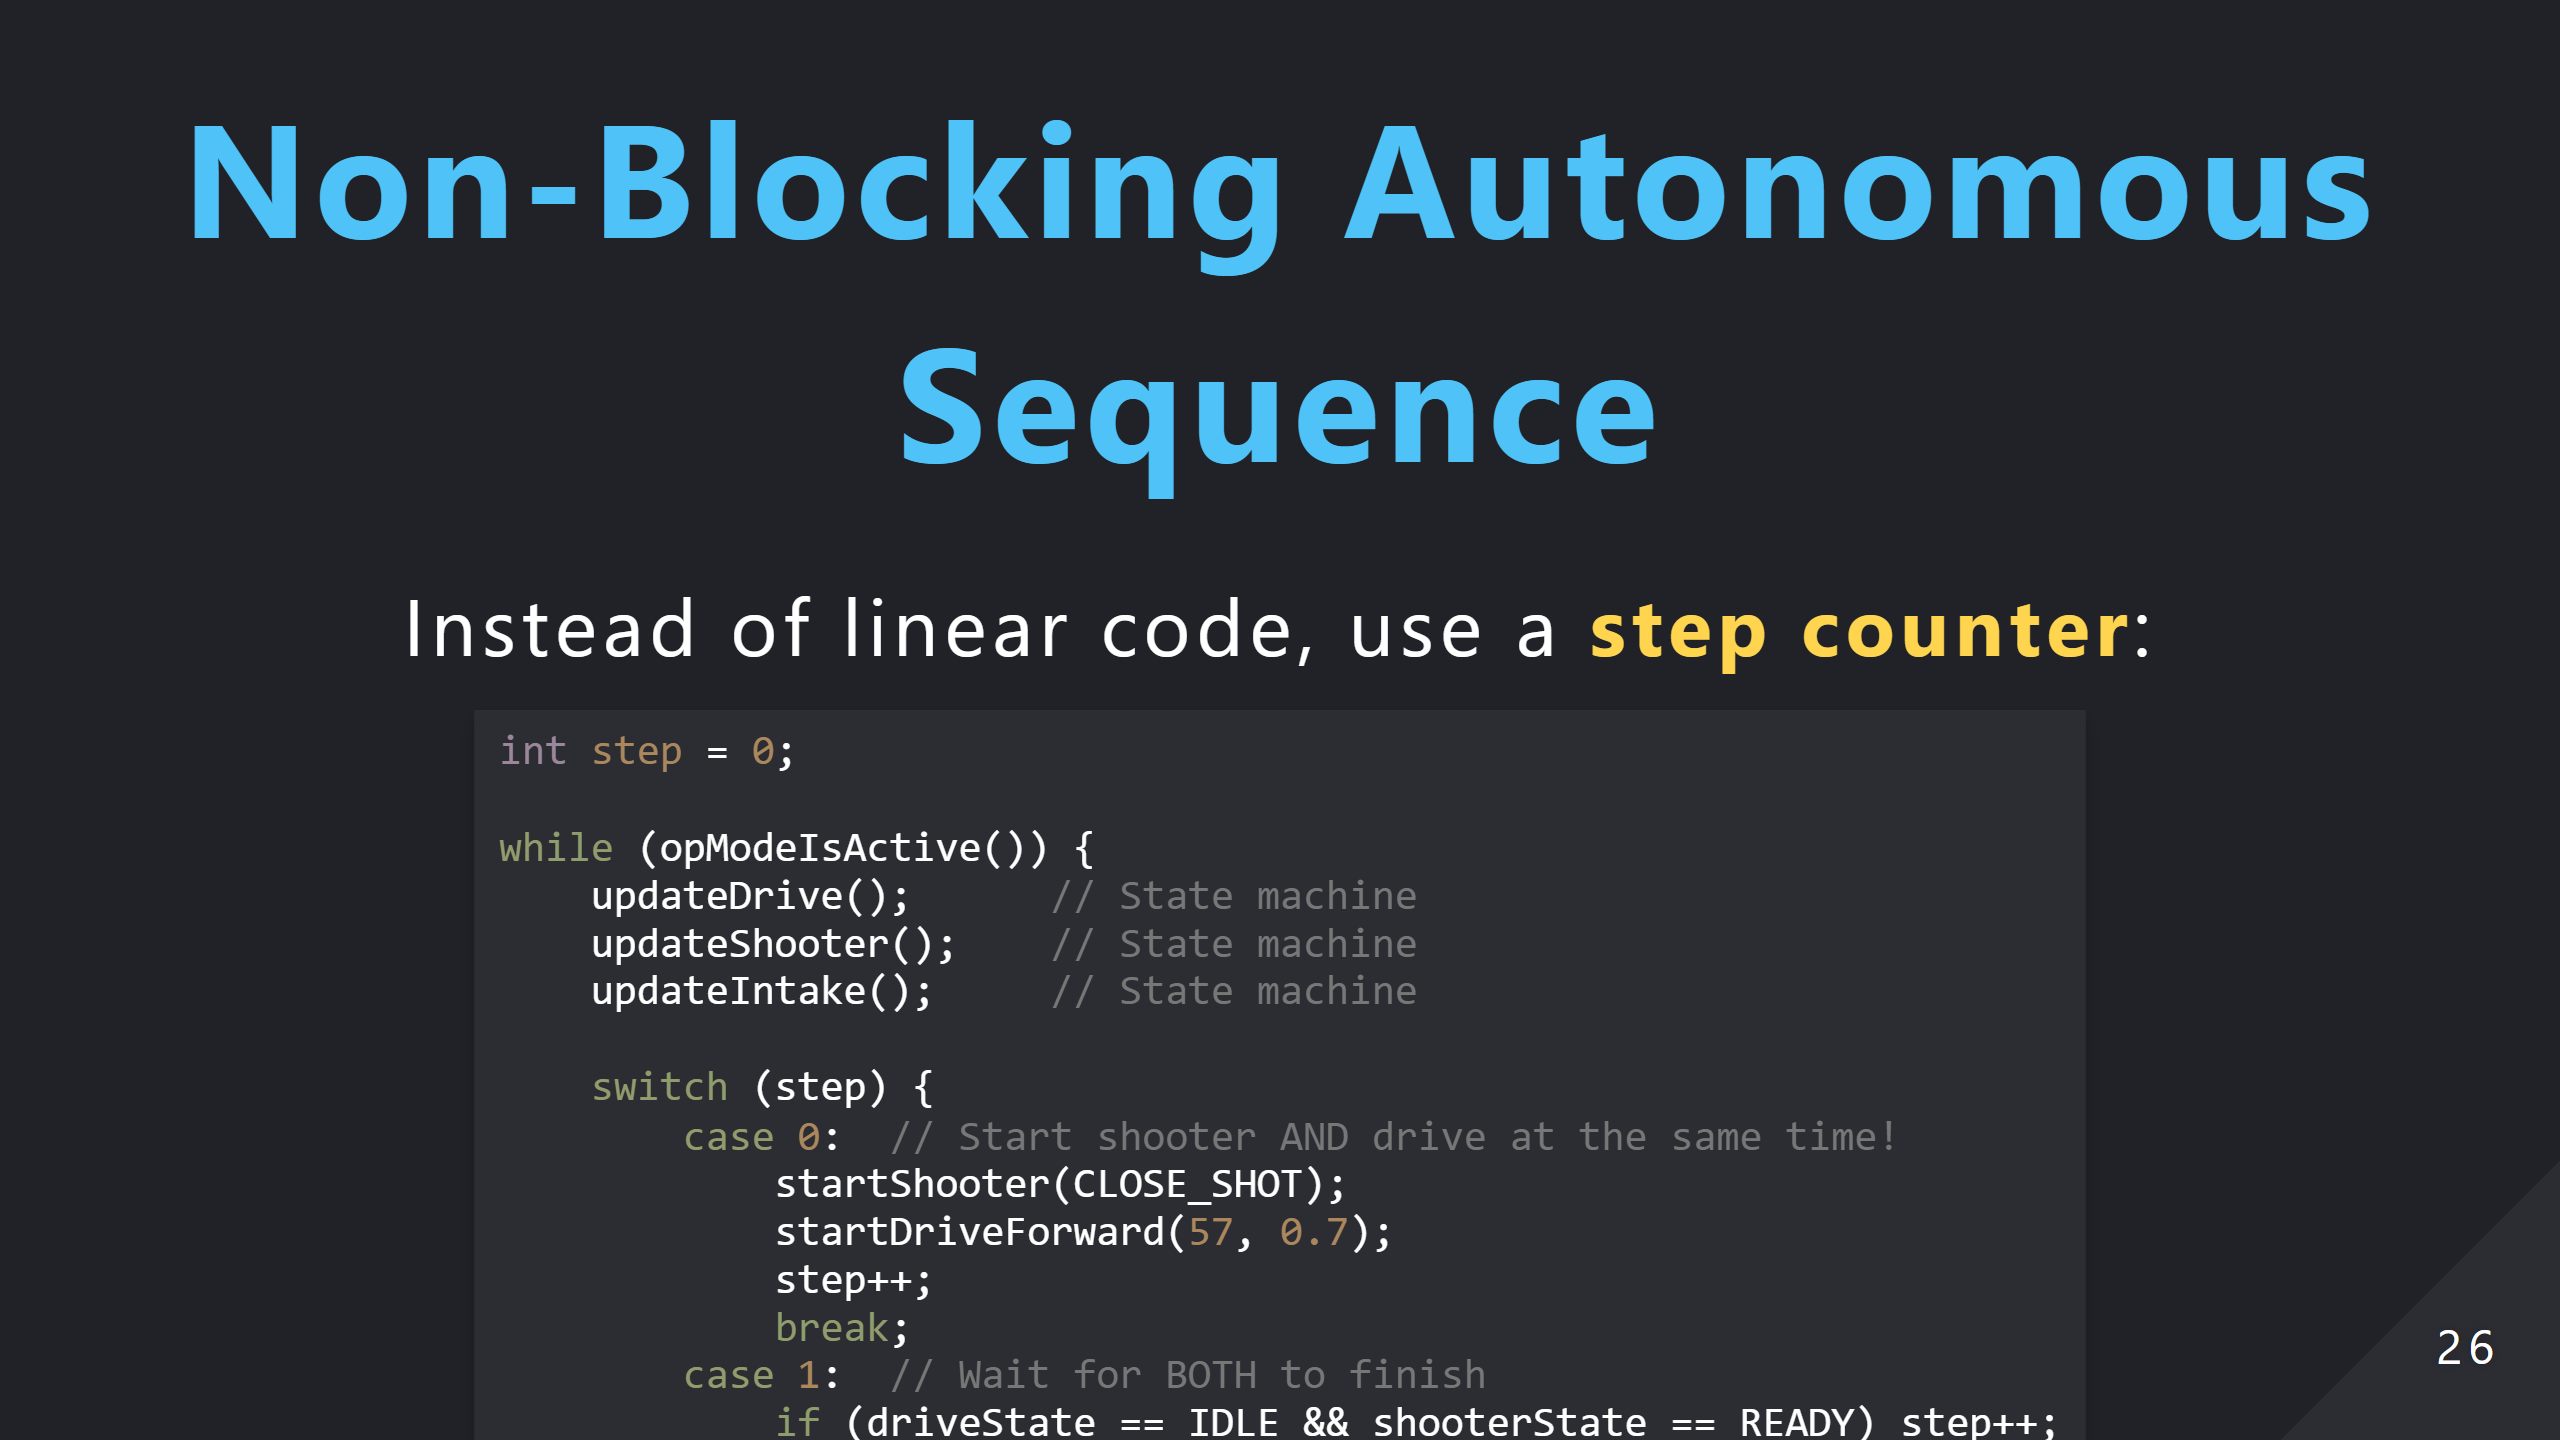 Non-Blocking Autonomous
Sequence
Instead of linear code, use a step counter:
int step = 0;
while (opModeIsActive()) {
    updateDrive();      // State machine
    updateShooter();    // State machine
    updateIntake();     // State machine
    switch (step) {
        case 0:  // Start shooter AND drive at the same time!
            startShooter(CLOSE_SHOT);
            startDriveForward(57, 0.7);
            step++;
            break;
        case 1:  // Wait for BOTH to finish
            if (driveState == IDLE && shooterState == READY) step++;
26